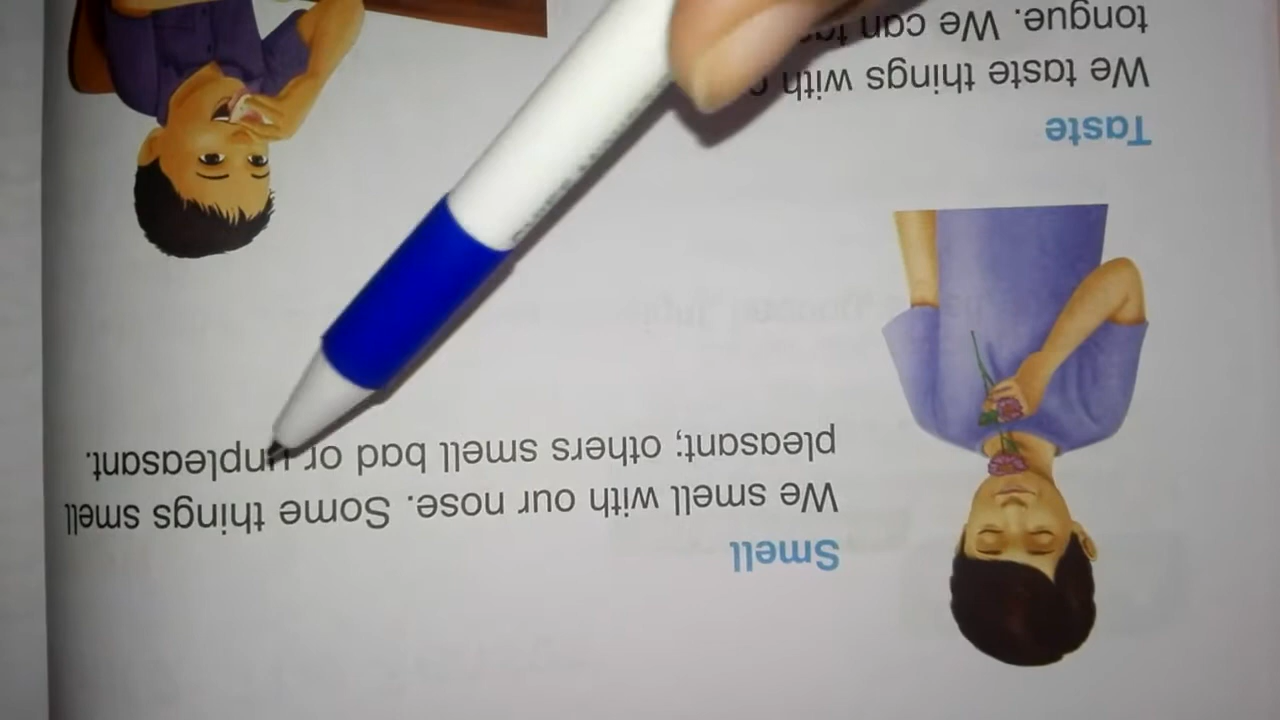 Smell
We smell with our nose. Some things smell
pleasant; others smell bad or unpleasant.
Taste
We taste things with
tongue. We can